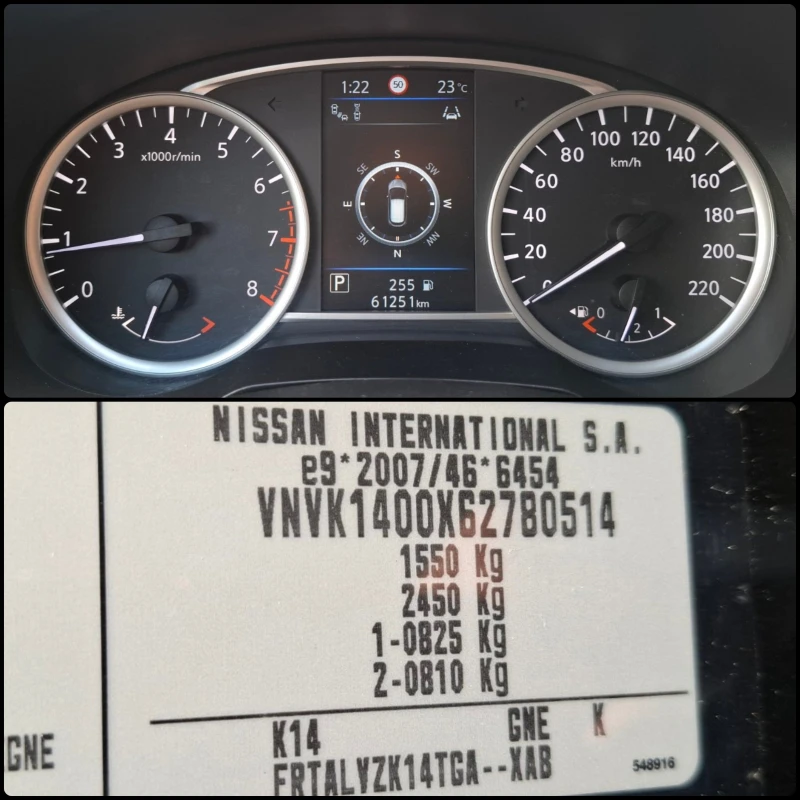 1:22 50 23°C
3 4 5
x1000r/min
2 6
1 7
0 8
S
SE SW
E W
NE NW
N
P 255
61251 km
80 100 120 140
km/h
60 160
40 180
20 200
0 220
0 1
1/2
NISSAN INTERNATIONAL S.A.
e9*2007/46*6454
VNVK1400X62780514
1550 Kg
2450 Kg
1-0825 Kg
2-0810 Kg
K14 GNE K
GNE
FRTALVZK14TGA--XAB
548916